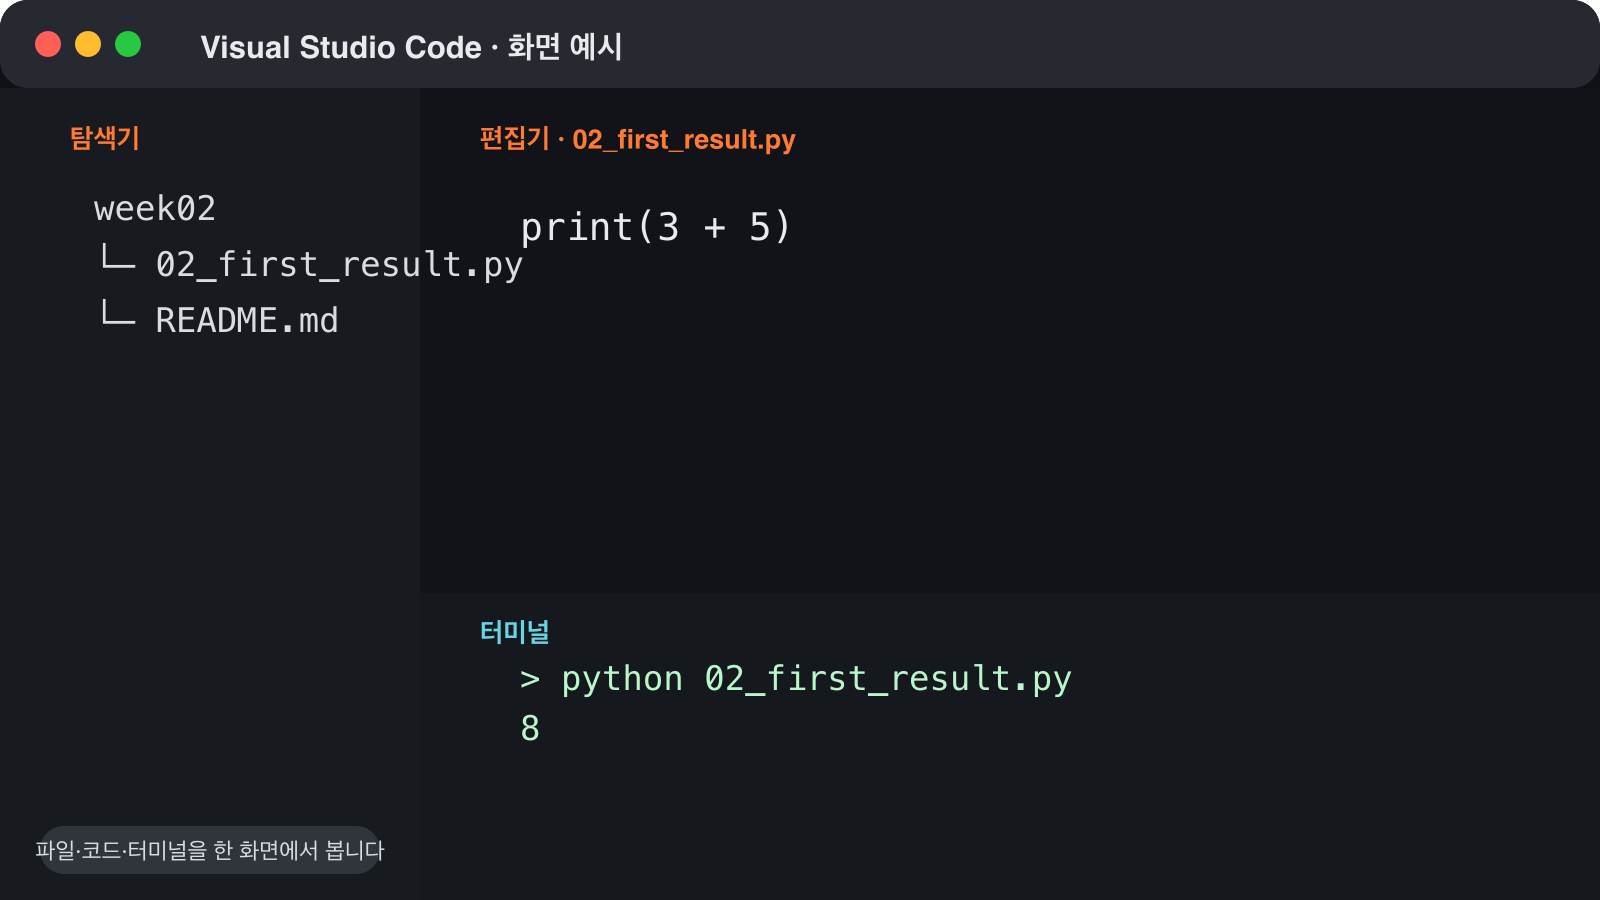 Visual Studio Code · 화면 예시
탐색기
week02
└─ 02_first_result.py
└─ README.md
편집기 · 02_first_result.py
print(3 + 5)
터미널
> python 02_first_result.py
8
파일·코드·터미널을 한 화면에서 봅니다